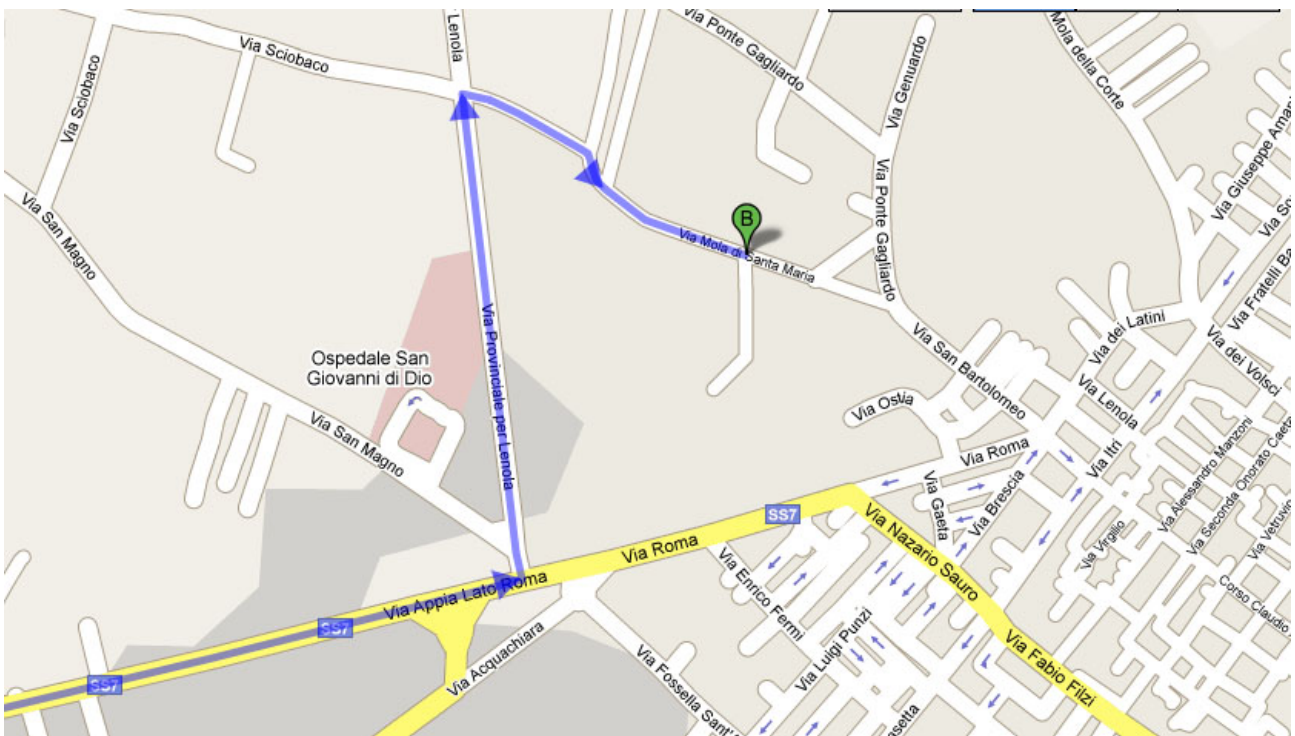 Via Sciobaco
Lenola
Via Ponte Gagliardo
Via Genuardo
Mola della Corte
Via Sciobaco
Via Giuseppe
Via San Magno
B
Via Mola di Santa Maria
Via Ponte Gagliardo
Via Fratelli
Via dei Latini
Via dei Volsci
Ospedale San
Giovanni di Dio
Via Provinciale per Lenola
Via San Bartolomeo
Via Lenola
Via Ostia
Via San Magno
Via Roma
Via Itri
Via Alessandro Manzoni
Via Seconda Onorato
Via Gaeta
Via Brescia
SS7
Via Nazario Sauro
Via Roma
Via Virgilio
Via Vetruvio
Via Enrico Fermi
Via Appia Lato Roma
Corso Claudio
SS7
Via Luigi Punzi
Via Acquachiara
Via Fossella Sant'
Via Fabio Filzi
SS7